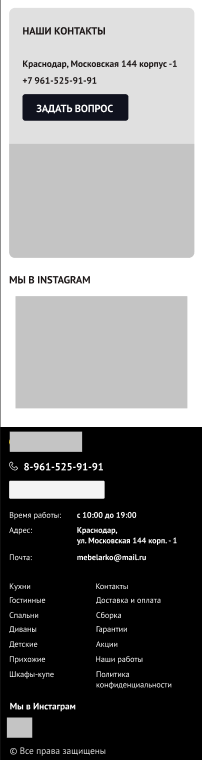 НАШИ КОНТАКТЫ
Краснодар, Московская 144 корпус -1
+7 961-525-91-91
ЗАДАТЬ ВОПРОС
МЫ В INSTAGRAM
8-961-525-91-91
Время работы: с 10:00 до 19:00
Адрес: Краснодар,
ул. Московская 144 корп. - 1
Почта: mebelarko@mail.ru
Кухни Контакты
Гостинные Доставка и оплата
Спальни Сборка
Диваны Гарантии
Детские Акции
Прихожие Наши работы
Шкафы-купе Политика
конфиденциальности
Мы в Инстаграм
© Все права защищены